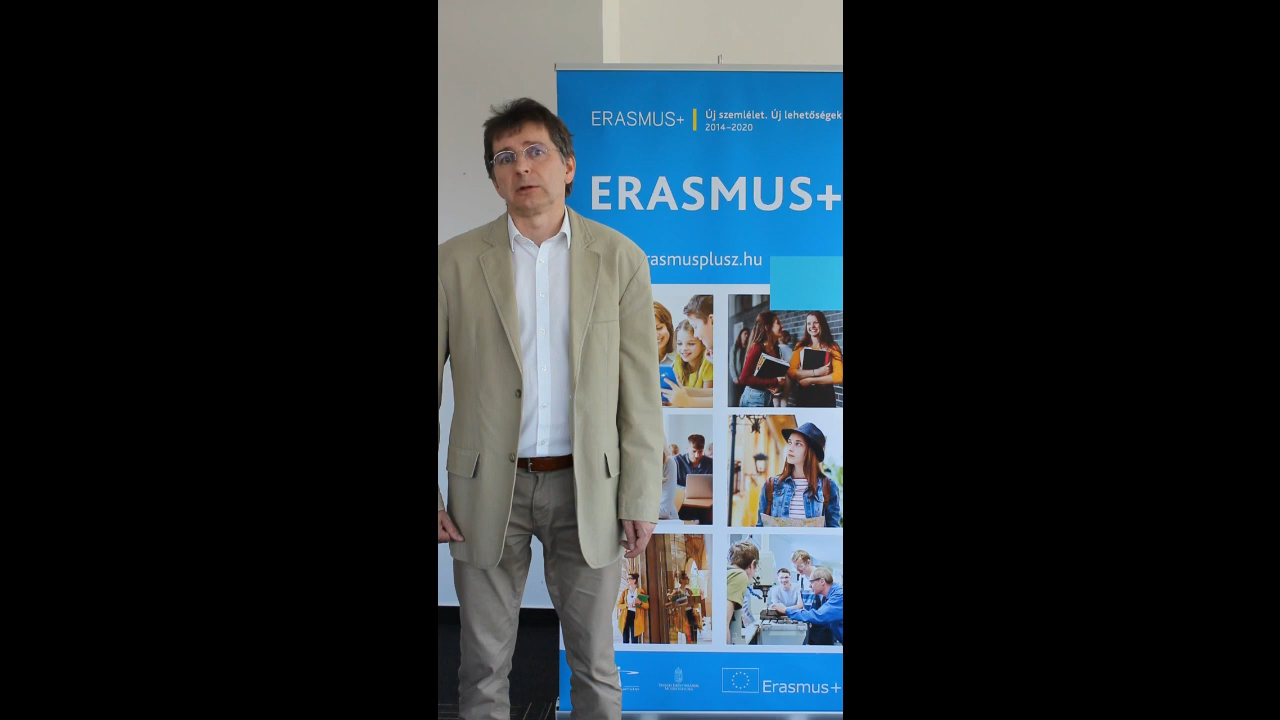 ERASMUS+
Új szemlélet. Új lehetőségek
2014–2020
ERASMUS+
rasmusplusz.hu
Erasmus+